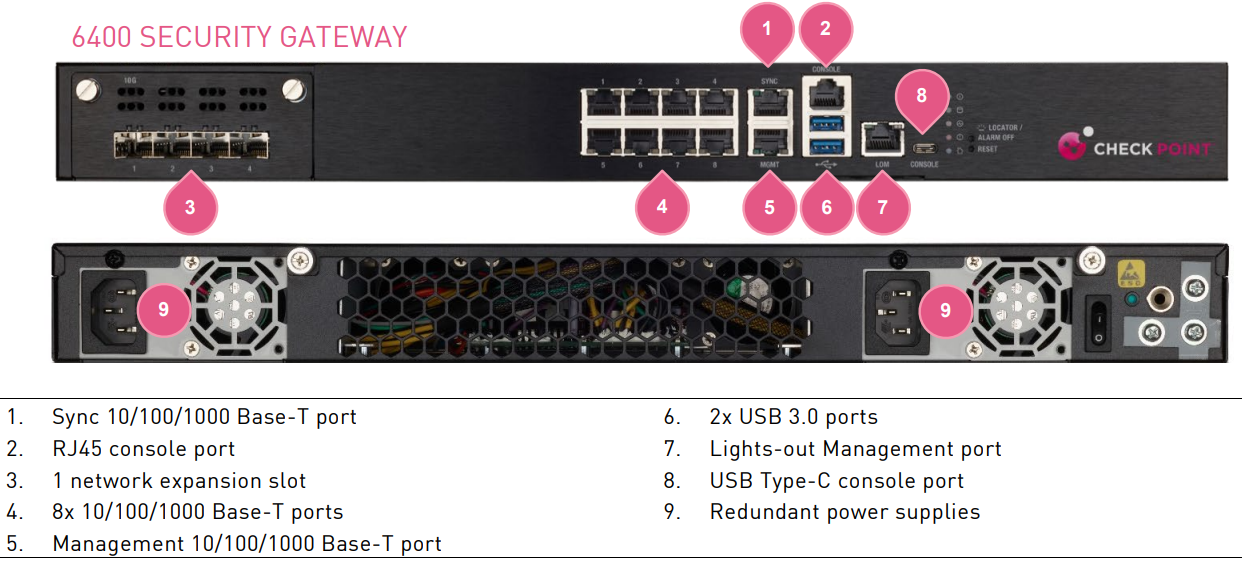 6400 SECURITY GATEWAY
1
2
10G
1 2 3 4
SYNC
CONSOLE
8
LOCATOR /
ALARM OFF
RESET
CHECK POINT
1 2 3 4
5 6 7 8
MGMT
LOM
CONSOLE
3
4
5
6
7
9
9
ESD
1. Sync 10/100/1000 Base-T port
2. RJ45 console port
3. 1 network expansion slot
4. 8x 10/100/1000 Base-T ports
5. Management 10/100/1000 Base-T port
6. 2x USB 3.0 ports
7. Lights-out Management port
8. USB Type-C console port
9. Redundant power supplies